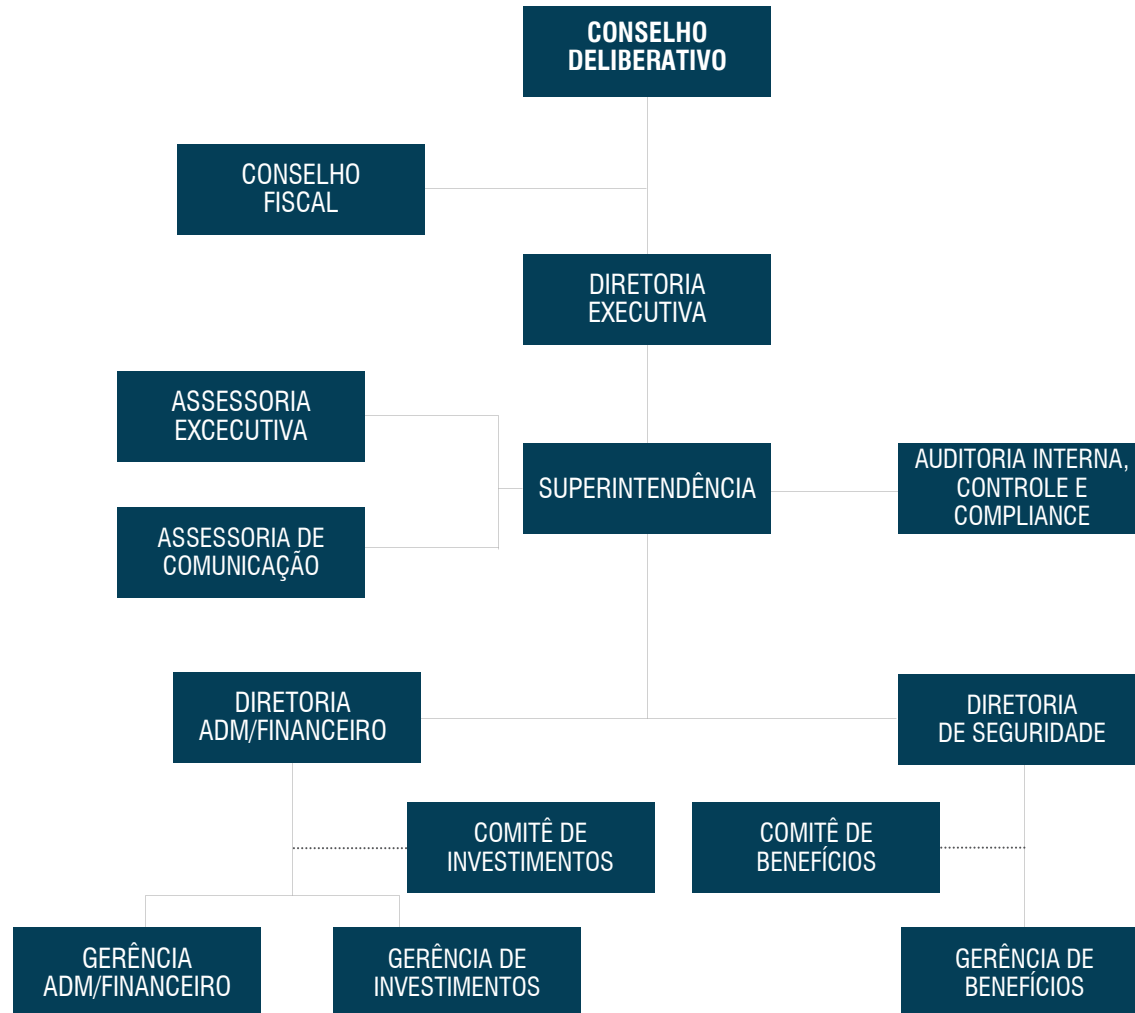 CONSELHO
DELIBERATIVO
CONSELHO
FISCAL
DIRETORIA
EXECUTIVA
ASSESSORIA
EXCECUTIVA
ASSESSORIA DE
COMUNICAÇÃO
SUPERINTENDÊNCIA
AUDITORIA INTERNA,
CONTROLE E
COMPLIANCE
DIRETORIA
ADM/FINANCEIRO
DIRETORIA
DE SEGURIDADE
COMITÊ DE
INVESTIMENTOS
COMITÊ DE
BENEFÍCIOS
GERÊNCIA
ADM/FINANCEIRO
GERÊNCIA DE
INVESTIMENTOS
GERÊNCIA DE
BENEFÍCIOS